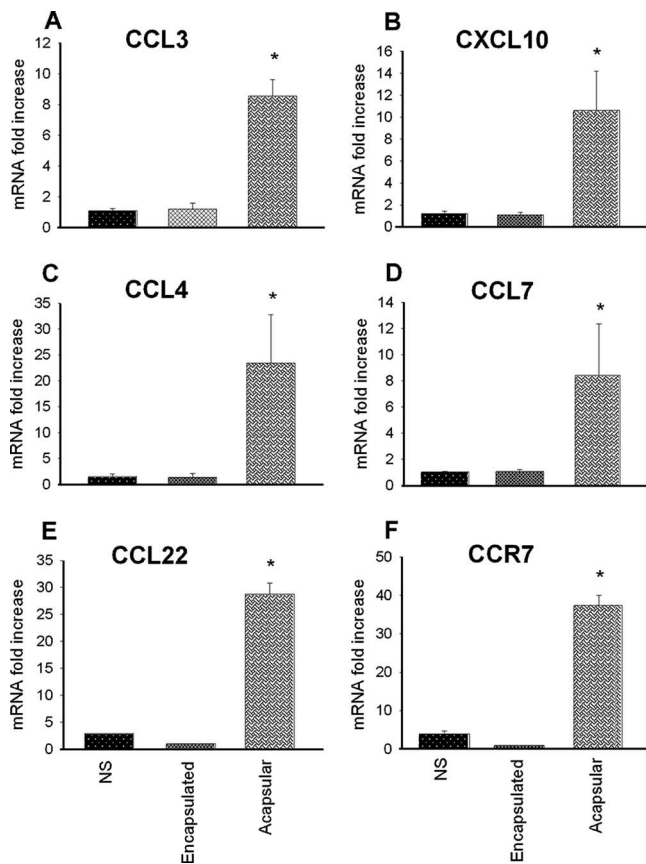 A
CCL3
mRNA fold increase
12
10
8
6
4
2
0
*
B
CXCL10
mRNA fold increase
16
14
12
10
8
6
4
2
0
*
C
CCL4
mRNA fold increase
35
30
25
20
15
10
5
0
*
D
CCL7
mRNA fold increase
14
12
10
8
6
4
2
0
*
E
CCL22
mRNA fold increase
35
30
25
20
15
10
5
0
*
NS
Encapsulated
Acapsular
F
CCR7
mRNA fold increase
50
40
30
20
10
0
*
NS
Encapsulated
Acapsular